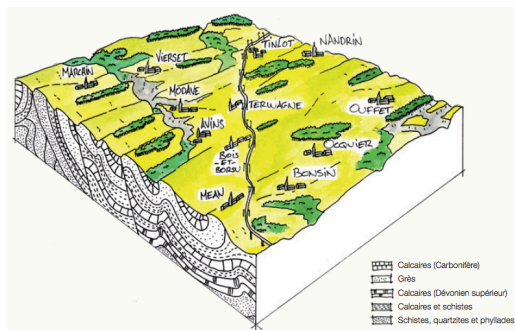 TINLOT
NANDRIN
VIERSET
MARCHIN
MODAVE
TERWAGNE
OUFFET
AVINS
BOIS
ET-
BORSU
OCQUIER
BONSIN
MEAN
Calcaires (Carbonifère)
Grès
Calcaires (Dévonien supérieur)
Calcaires et schistes
Schistes, quartzites et phyllades